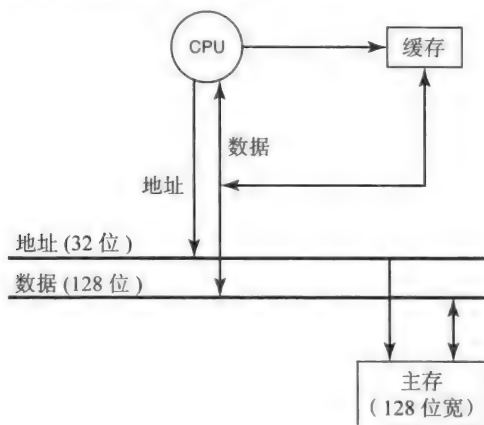 CPU
缓存
数据
地址
地址 (32 位)
数据 (128 位)
主存
(128 位宽)